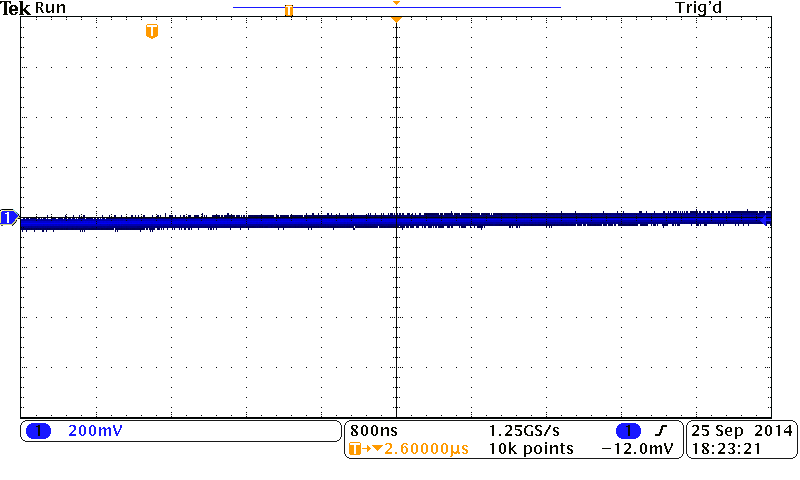 Tek Run Trig'd
T
T
1
1 200mV 800ns 1.25GS/s 1 25 Sep 2014
T→▼2.60000µs 10k points −12.0mV 18:23:21